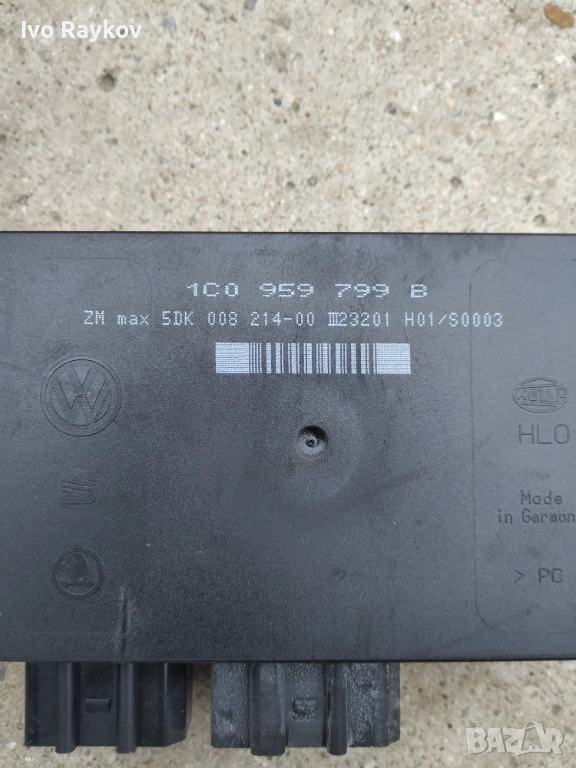 Ivo Raykov
1C0 959 799 B
ZM max 5DK 008 214-00 III23201 H01/S0003
HELLA
HLO
Made
in German
> PC
BAZAR